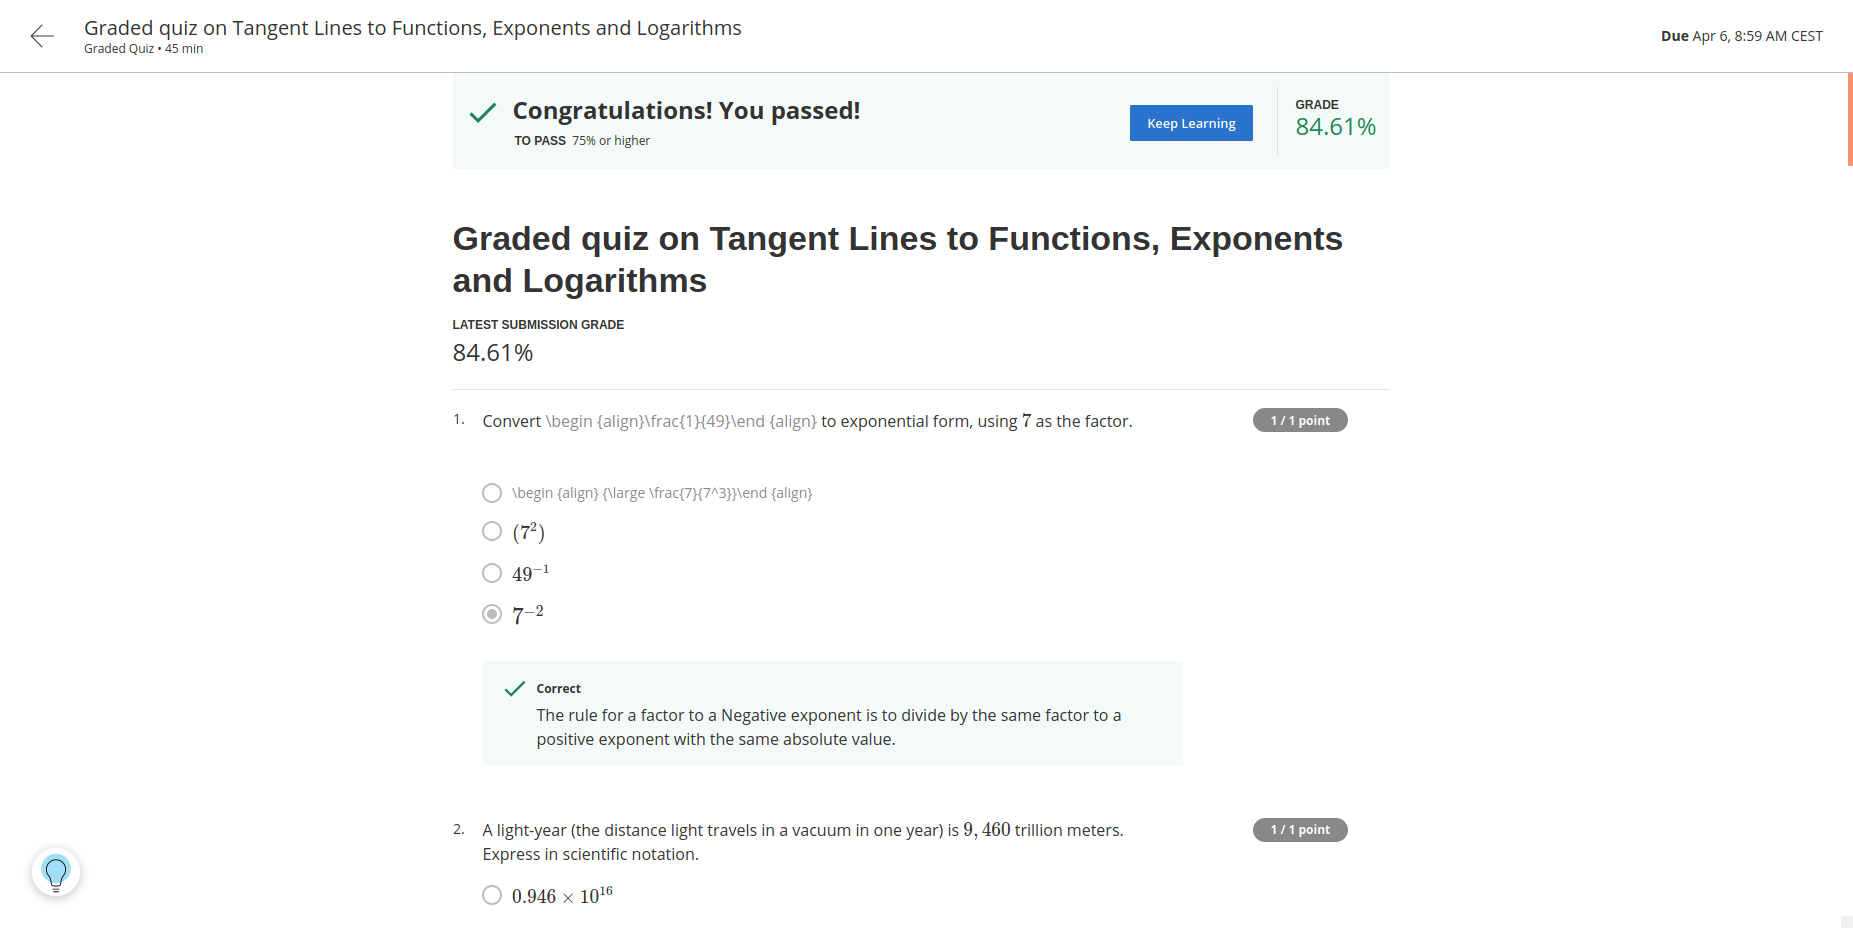 Graded quiz on Tangent Lines to Functions, Exponents and Logarithms
Graded Quiz • 45 min
Due Apr 6, 8:59 AM CEST
Congratulations! You passed!
TO PASS 75% or higher
Keep Learning
GRADE
84.61%
Graded quiz on Tangent Lines to Functions, Exponents
and Logarithms
LATEST SUBMISSION GRADE
84.61%
1. Convert \begin {align}\frac{1}{49}\end {align} to exponential form, using 7 as the factor.
1 / 1 point
\begin {align} {\large \frac{7}{7^3}}\end {align}
(7²)
49⁻¹
7⁻²
Correct
The rule for a factor to a Negative exponent is to divide by the same factor to a
positive exponent with the same absolute value.
2. A light-year (the distance light travels in a vacuum in one year) is 9, 460 trillion meters.
Express in scientific notation.
1 / 1 point
0.946 × 10¹⁶